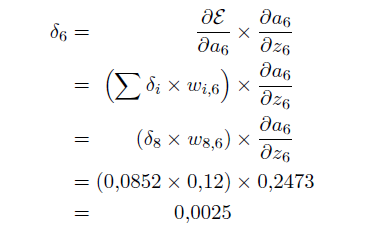 δ₆ = ∂ℰ/∂a₆ × ∂a₆/∂z₆
= (∑ δᵢ × wᵢ,₆) × ∂a₆/∂z₆
= (δ₈ × w₈,₆) × ∂a₆/∂z₆
= (0,0852 × 0,12) × 0,2473
= 0,0025